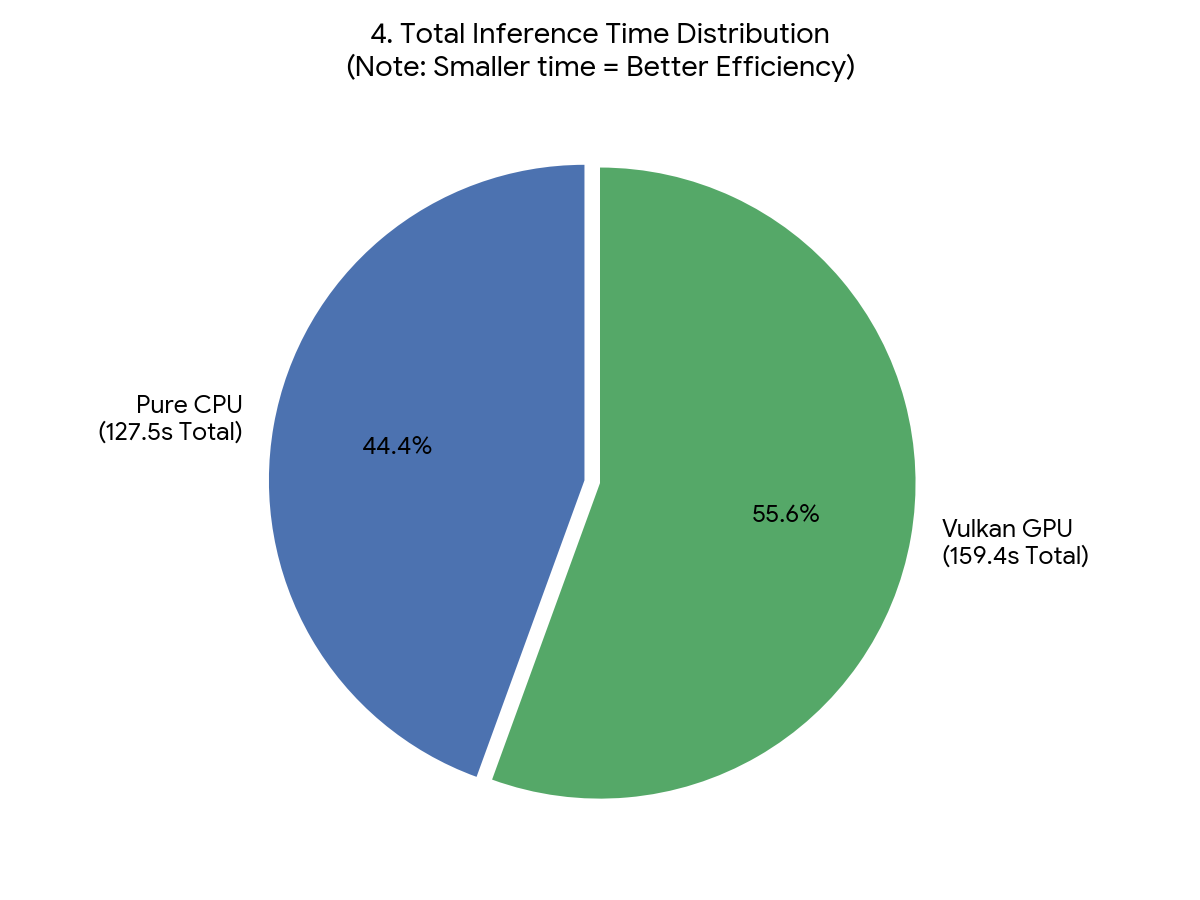 4. Total Inference Time Distribution
(Note: Smaller time = Better Efficiency)
Pure CPU
(127.5s Total)
44.4%
55.6%
Vulkan GPU
(159.4s Total)